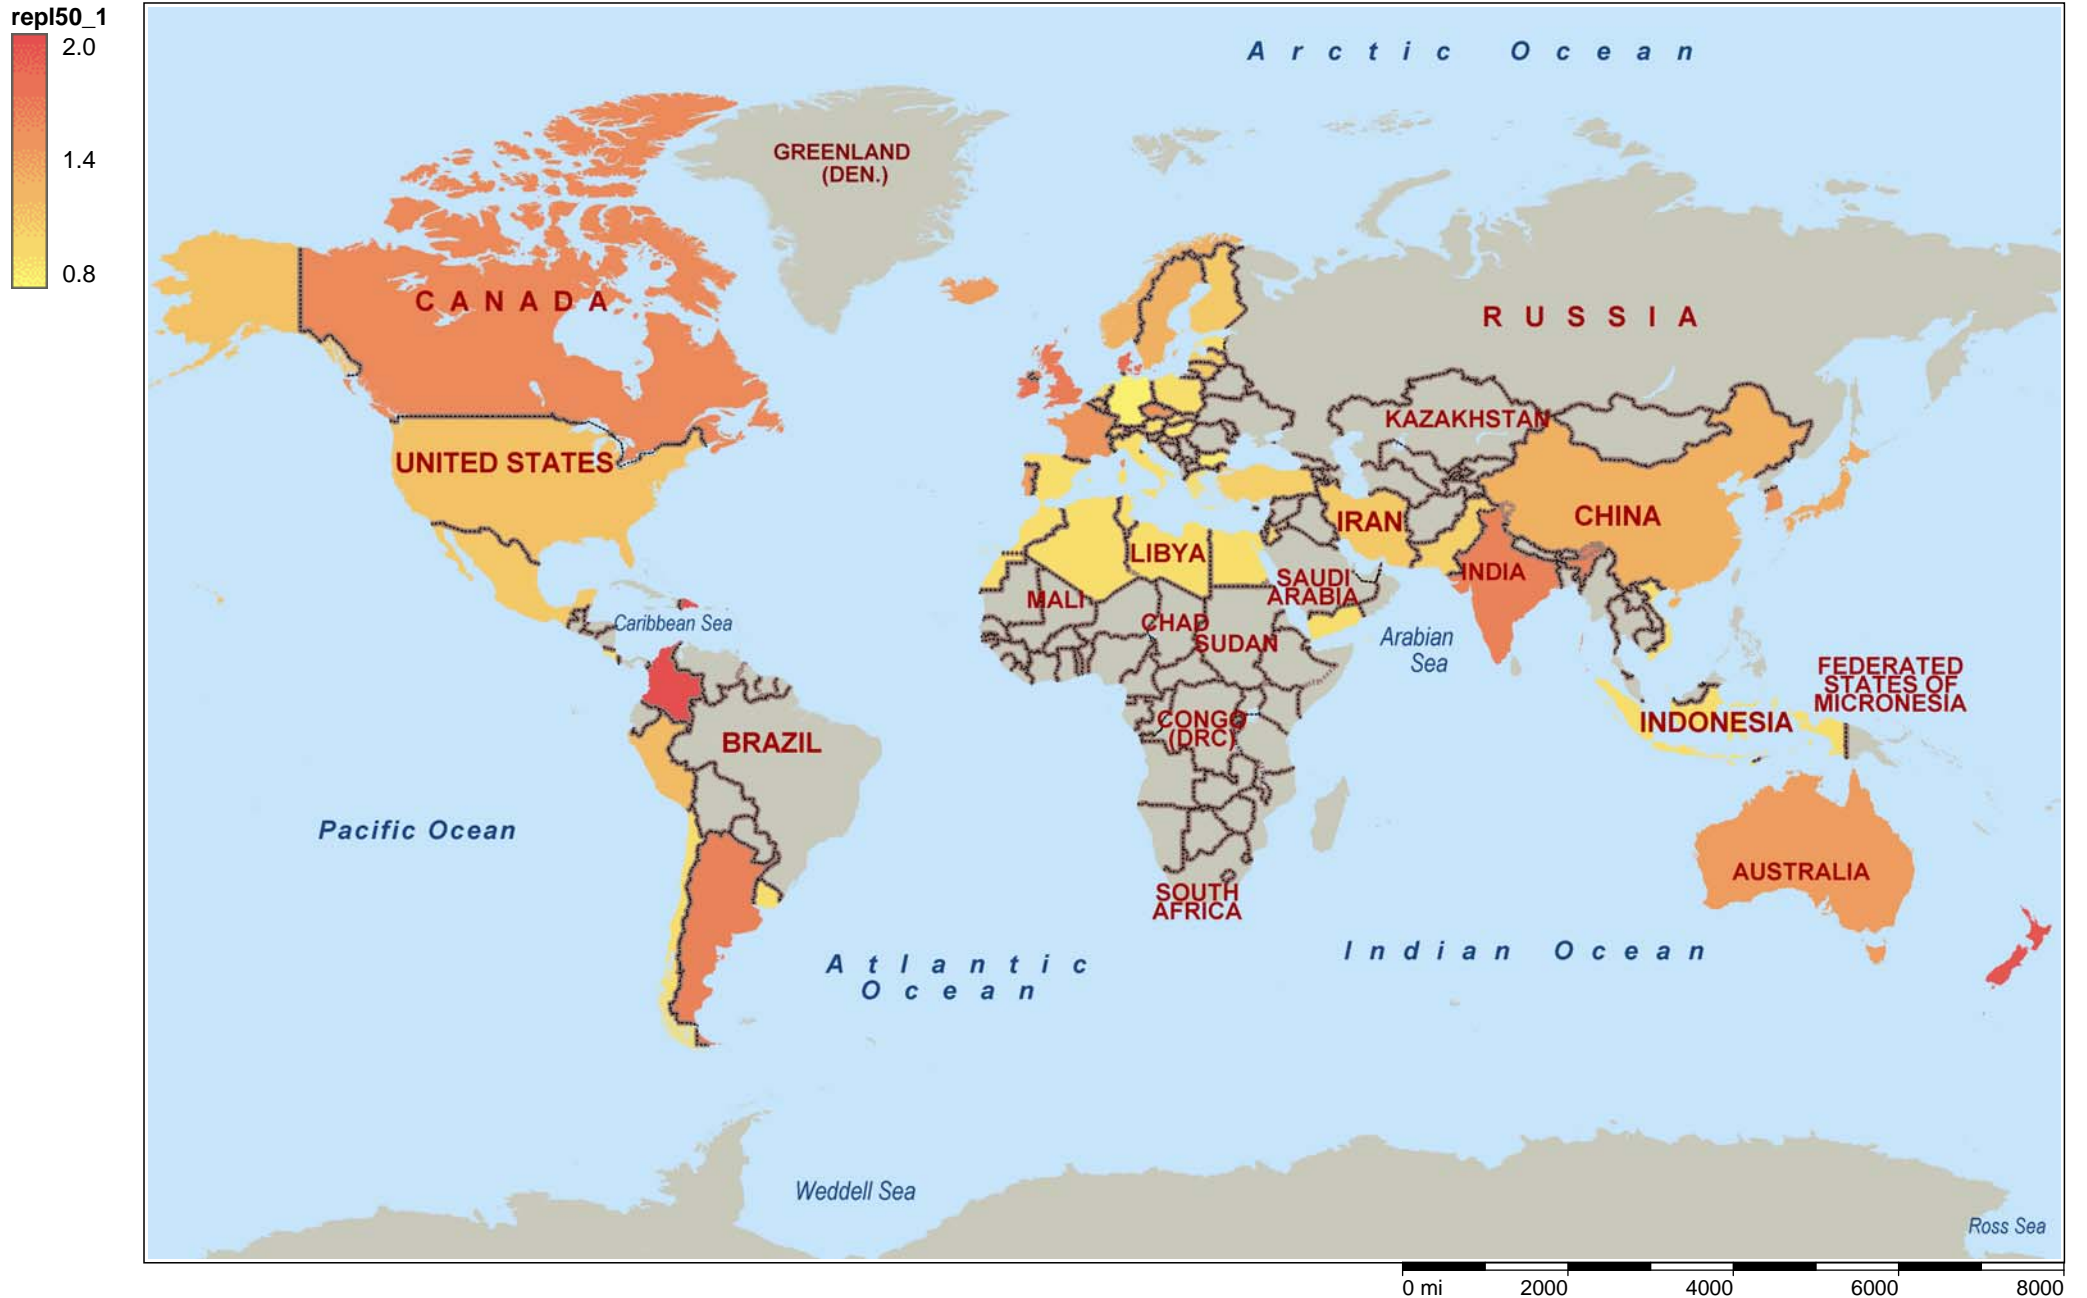 repl50_1
2.0
1.4
0.8
Arctic Ocean
GREENLAND
(DEN.)
CANADA
RUSSIA
KAZAKHSTAN
UNITED STATES
IRAN
CHINA
LIBYA
INDIA
SAUDI
ARABIA
MALI
CHAD
SUDAN
Caribbean Sea
Arabian
Sea
FEDERATED
STATES OF
MICRONESIA
CONGO
(DRC)
INDONESIA
BRAZIL
Pacific Ocean
AUSTRALIA
SOUTH
AFRICA
Indian Ocean
Atlantic
Ocean
Weddell Sea
Ross Sea
0 mi 2000 4000 6000 8000